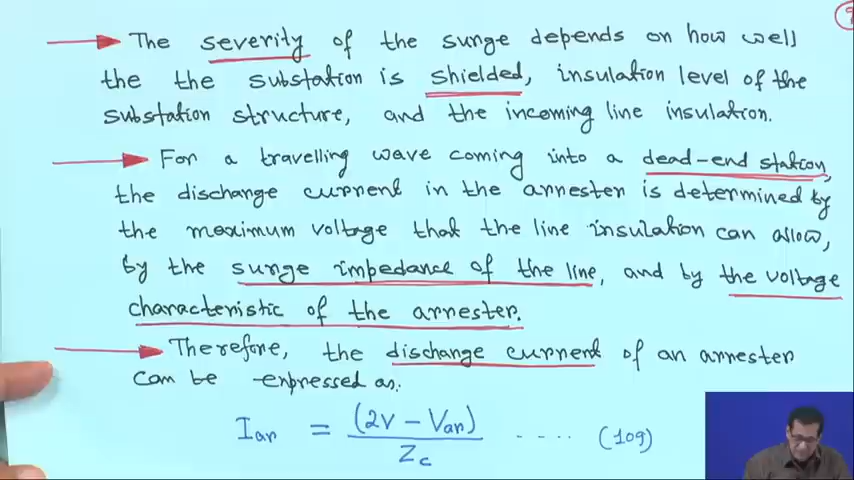 The severity of the surge depends on how well
the the substation is shielded, insulation level of the
substation structure, and the incoming line insulation.
For a travelling wave coming into a dead-end station,
the discharge current in the arrester is determined by
the maximum voltage that the line insulation can allow,
by the surge impedance of the line, and by the voltage
characteristic of the arrester.
Therefore, the discharge current of an arrester
can be expressed as.
Iar = (2V - Var) / Zc .... (109)